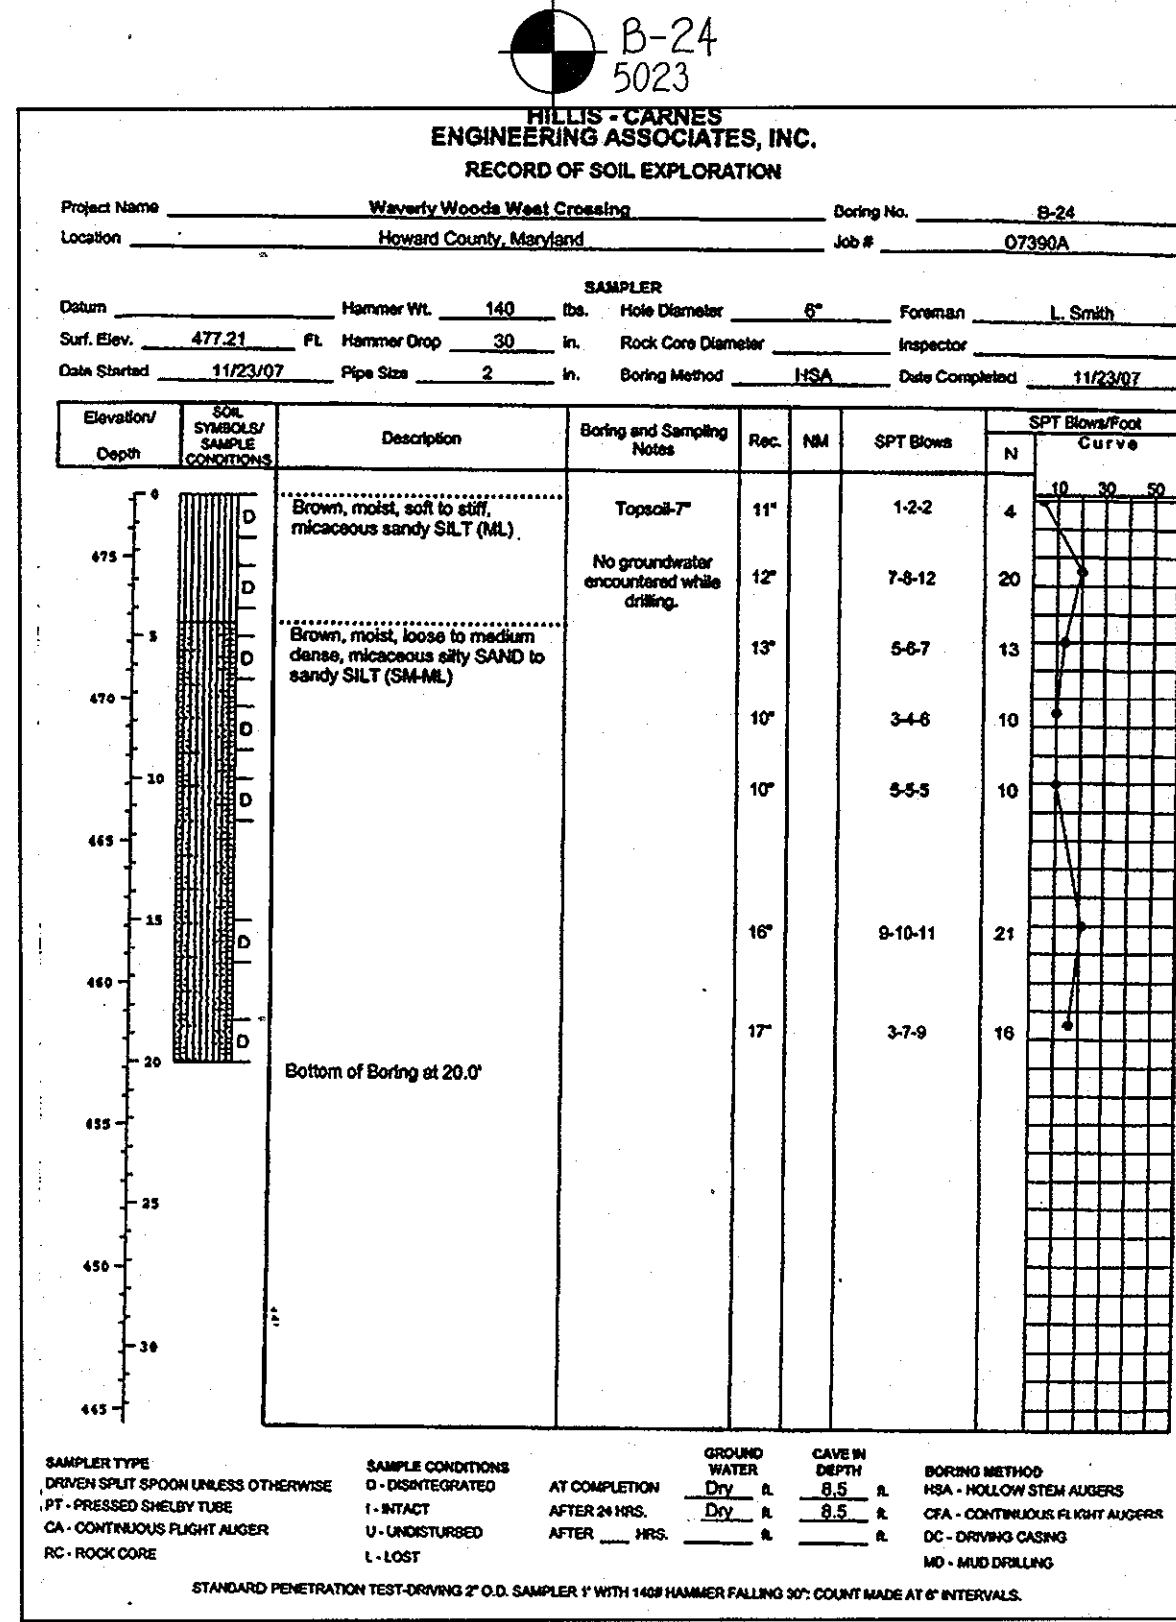 B-24
5023
HILLIS - CARNES
ENGINEERING ASSOCIATES, INC.
RECORD OF SOIL EXPLORATION
Project Name Waverly Woods West Crossing Boring No. B-24
Location Howard County, Maryland Job # 07390A
SAMPLER
Datum Hammer Wt. 140 lbs. Hole Diameter 6" Foreman L. Smith
Surf. Elev. 477.21 Ft. Hammer Drop 30 in. Rock Core Diameter Inspector
Date Started 11/23/07 Pipe Size 2 in. Boring Method HSA Date Completed 11/23/07
Elevation/ Depth SOIL SYMBOLS/ SAMPLE CONDITIONS Description Boring and Sampling Notes Rec. NM SPT Blows N SPT Blows/Foot Curve
10 30 50
0 D Brown, moist, soft to stiff, Topsoil-7" 11" 1-2-2 4
micaceous sandy SILT (ML)
475 No groundwater
D encountered while 12" 7-8-12 20
drilling.
5 Brown, moist, loose to medium
D dense, micaceous silty SAND to 13" 5-6-7 13
sandy SILT (SM-ML)
470
D 10" 3-4-6 10
10
D 10" 5-5-5 10
465
15
D 16" 9-10-11 21
460
D 17" 3-7-9 16
20
Bottom of Boring at 20.0'
455
25
450
30
445
SAMPLER TYPE
DRIVEN SPLIT SPOON UNLESS OTHERWISE
PT - PRESSED SHELBY TUBE
CA - CONTINUOUS FLIGHT AUGER
RC - ROCK CORE
SAMPLE CONDITIONS
D - DISINTEGRATED
I - INTACT
U - UNDISTURBED
L - LOST
GROUND WATER CAVE IN DEPTH
AT COMPLETION Dry ft. 8.5 ft.
AFTER 24 HRS. Dry ft. 8.5 ft.
AFTER ____ HRS. ft. ft.
BORING METHOD
HSA - HOLLOW STEM AUGERS
CFA - CONTINUOUS FLIGHT AUGERS
DC - DRIVING CASING
MD - MUD DRILLING
STANDARD PENETRATION TEST-DRIVING 2" O.D. SAMPLER 1' WITH 140# HAMMER FALLING 30": COUNT MADE AT 6" INTERVALS.